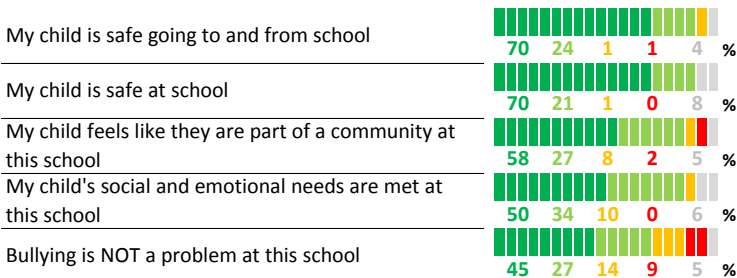 My child is safe going to and from school
70 24 1 1 4 %
My child is safe at school
70 21 1 0 8 %
My child feels like they are part of a community at
this school
58 27 8 2 5 %
My child's social and emotional needs are met at
this school
50 34 10 0 6 %
Bullying is NOT a problem at this school
45 27 14 9 5 %